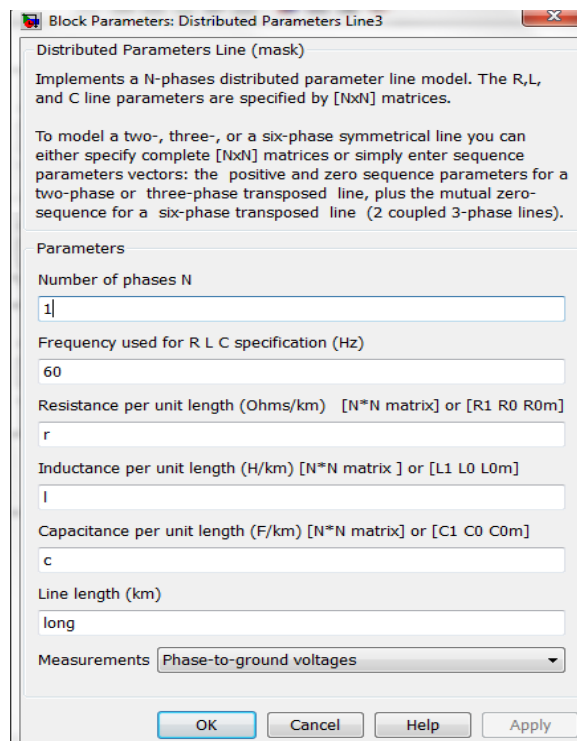 Block Parameters: Distributed Parameters Line3
Distributed Parameters Line (mask)
Implements a N-phases distributed parameter line model. The R,L,
and C line parameters are specified by [NxN] matrices.
To model a two-, three-, or a six-phase symmetrical line you can
either specify complete [NxN] matrices or simply enter sequence
parameters vectors: the positive and zero sequence parameters for a
two-phase or three-phase transposed line, plus the mutual zero-
sequence for a six-phase transposed line (2 coupled 3-phase lines).
Parameters
Number of phases N
1
Frequency used for R L C specification (Hz)
60
Resistance per unit length (Ohms/km) [N*N matrix] or [R1 R0 R0m]
r
Inductance per unit length (H/km) [N*N matrix ] or [L1 L0 L0m]
l
Capacitance per unit length (F/km) [N*N matrix] or [C1 C0 C0m]
c
Line length (km)
long
Measurements Phase-to-ground voltages
OK Cancel Help Apply